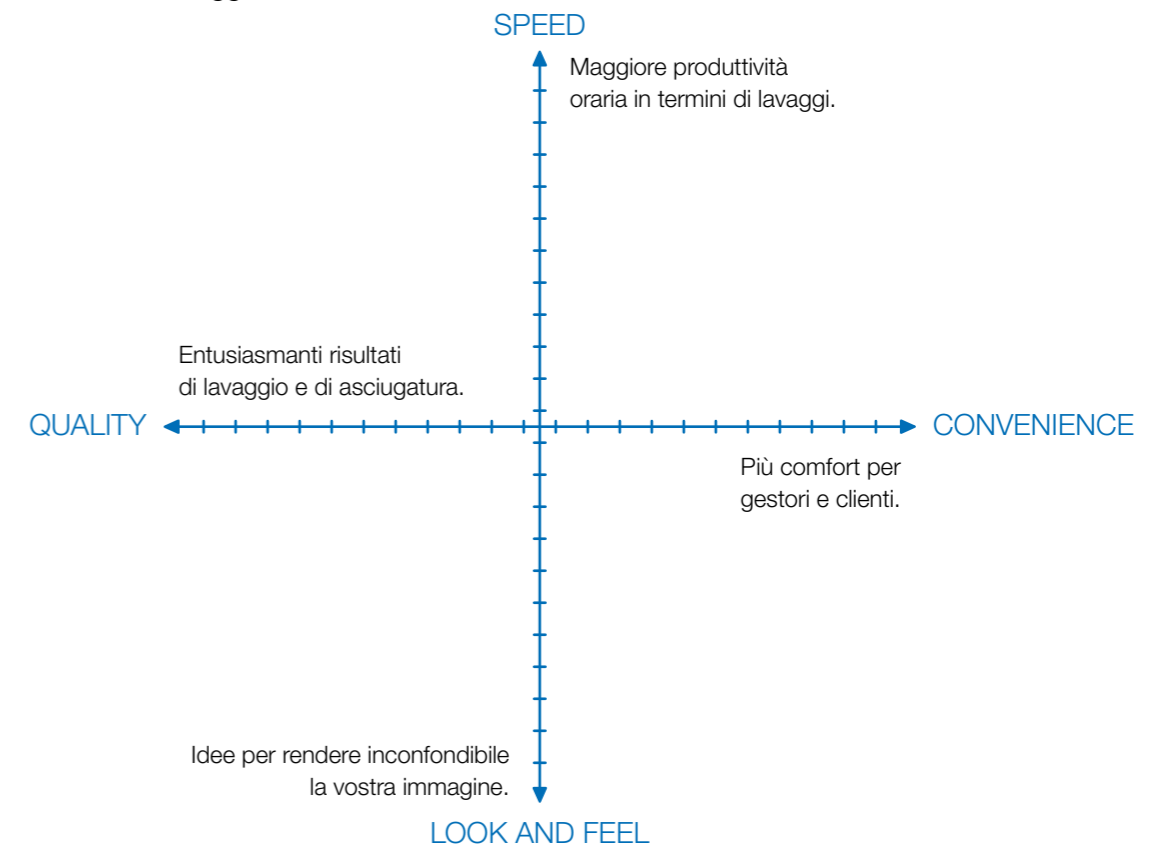 SPEED
Maggiore produttività
oraria in termini di lavaggi.
Entusiasmanti risultati
di lavaggio e di asciugatura.
QUALITY
CONVENIENCE
Più comfort per
gestori e clienti.
Idee per rendere inconfondibile
la vostra immagine.
LOOK AND FEEL